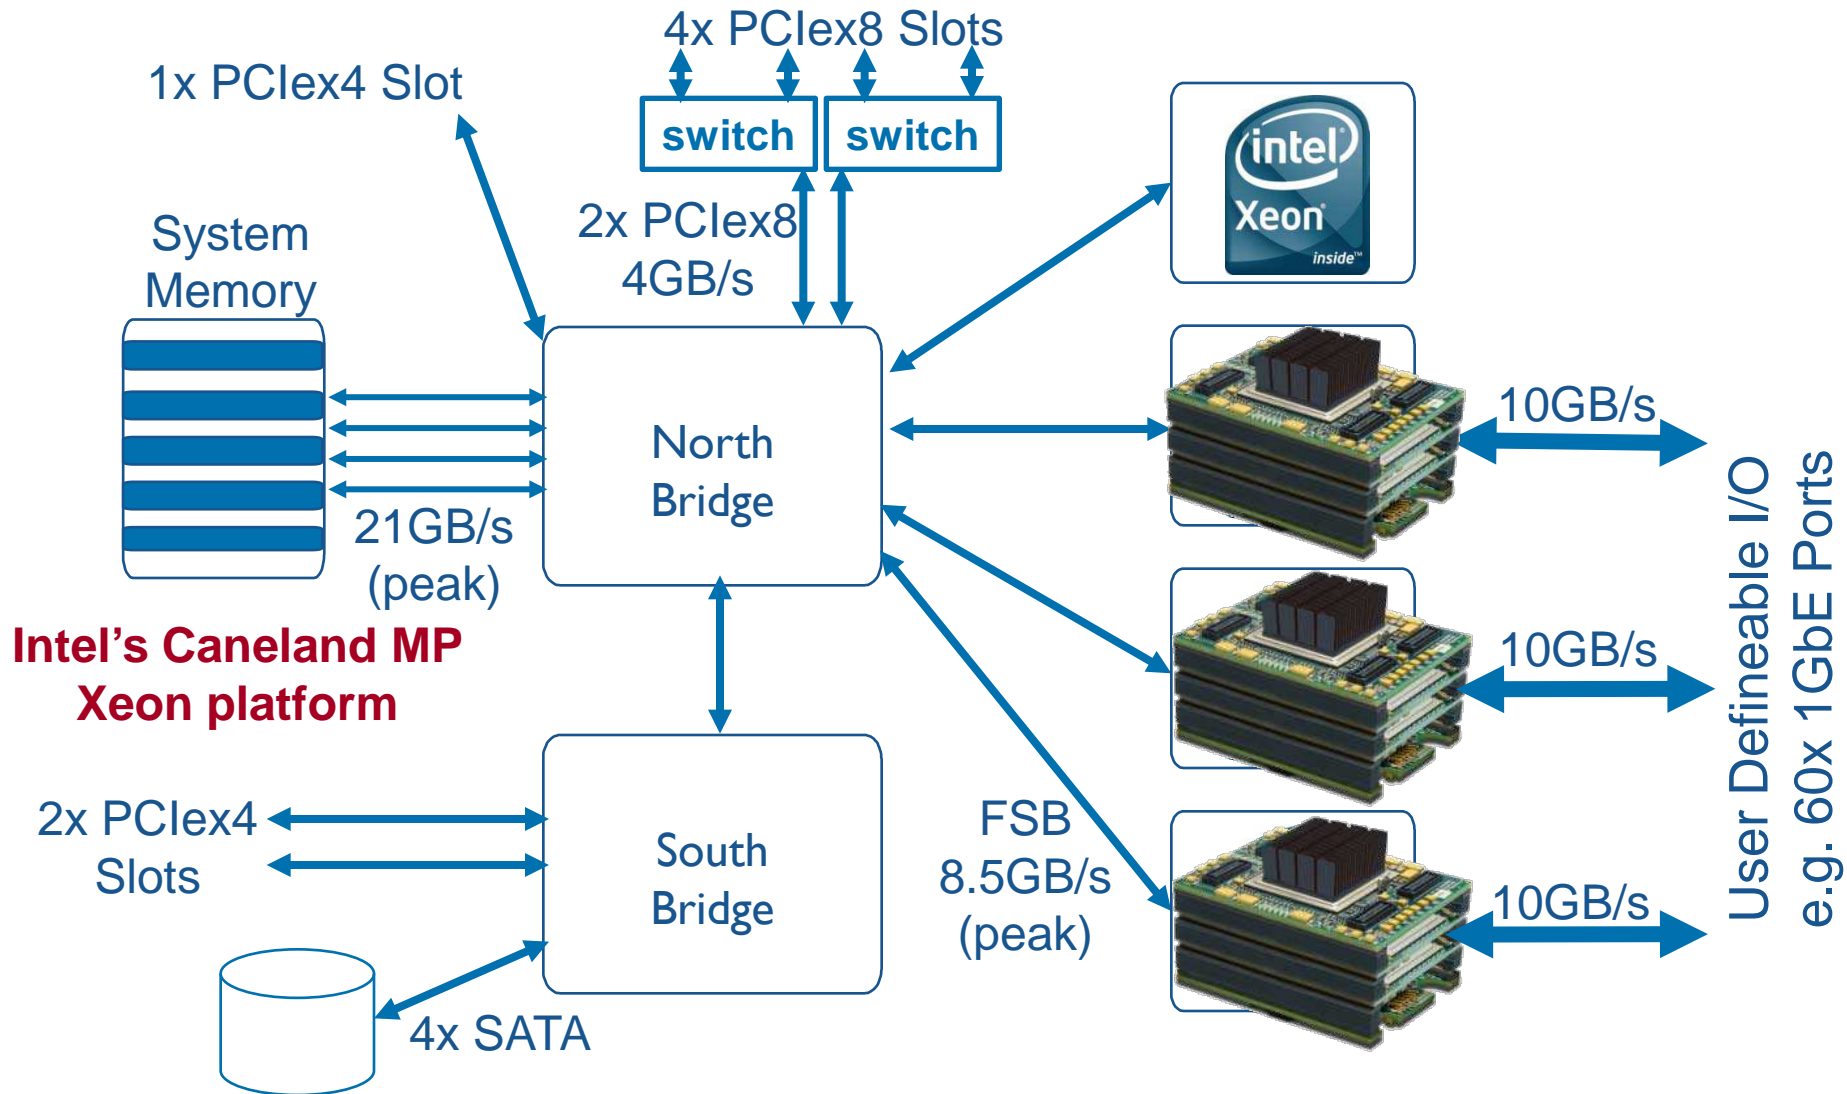 4x PCIex8 Slots
1x PCIex4 Slot
switch
switch
2x PCIex8
4GB/s
intel
Xeon
inside™
System
Memory
North
Bridge
21GB/s
(peak)
10GB/s
10GB/s
10GB/s
User Defineable I/O
e.g. 60x 1GbE Ports
Intel’s Caneland MP
Xeon platform
2x PCIex4
Slots
South
Bridge
FSB
8.5GB/s
(peak)
4x SATA